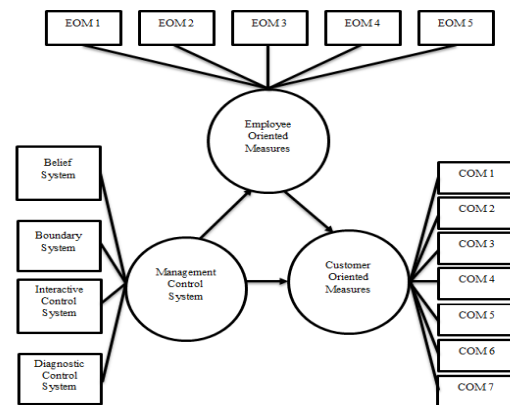 EOM 1
EOM 2
EOM 3
EOM 4
EOM 5
Employee
Oriented
Measures
Belief
System
Boundary
System
Interactive
Control
System
Diagnostic
Control
System
Management
Control
System
Customer
Oriented
Measures
COM 1
COM 2
COM 3
COM 4
COM 5
COM 6
COM 7